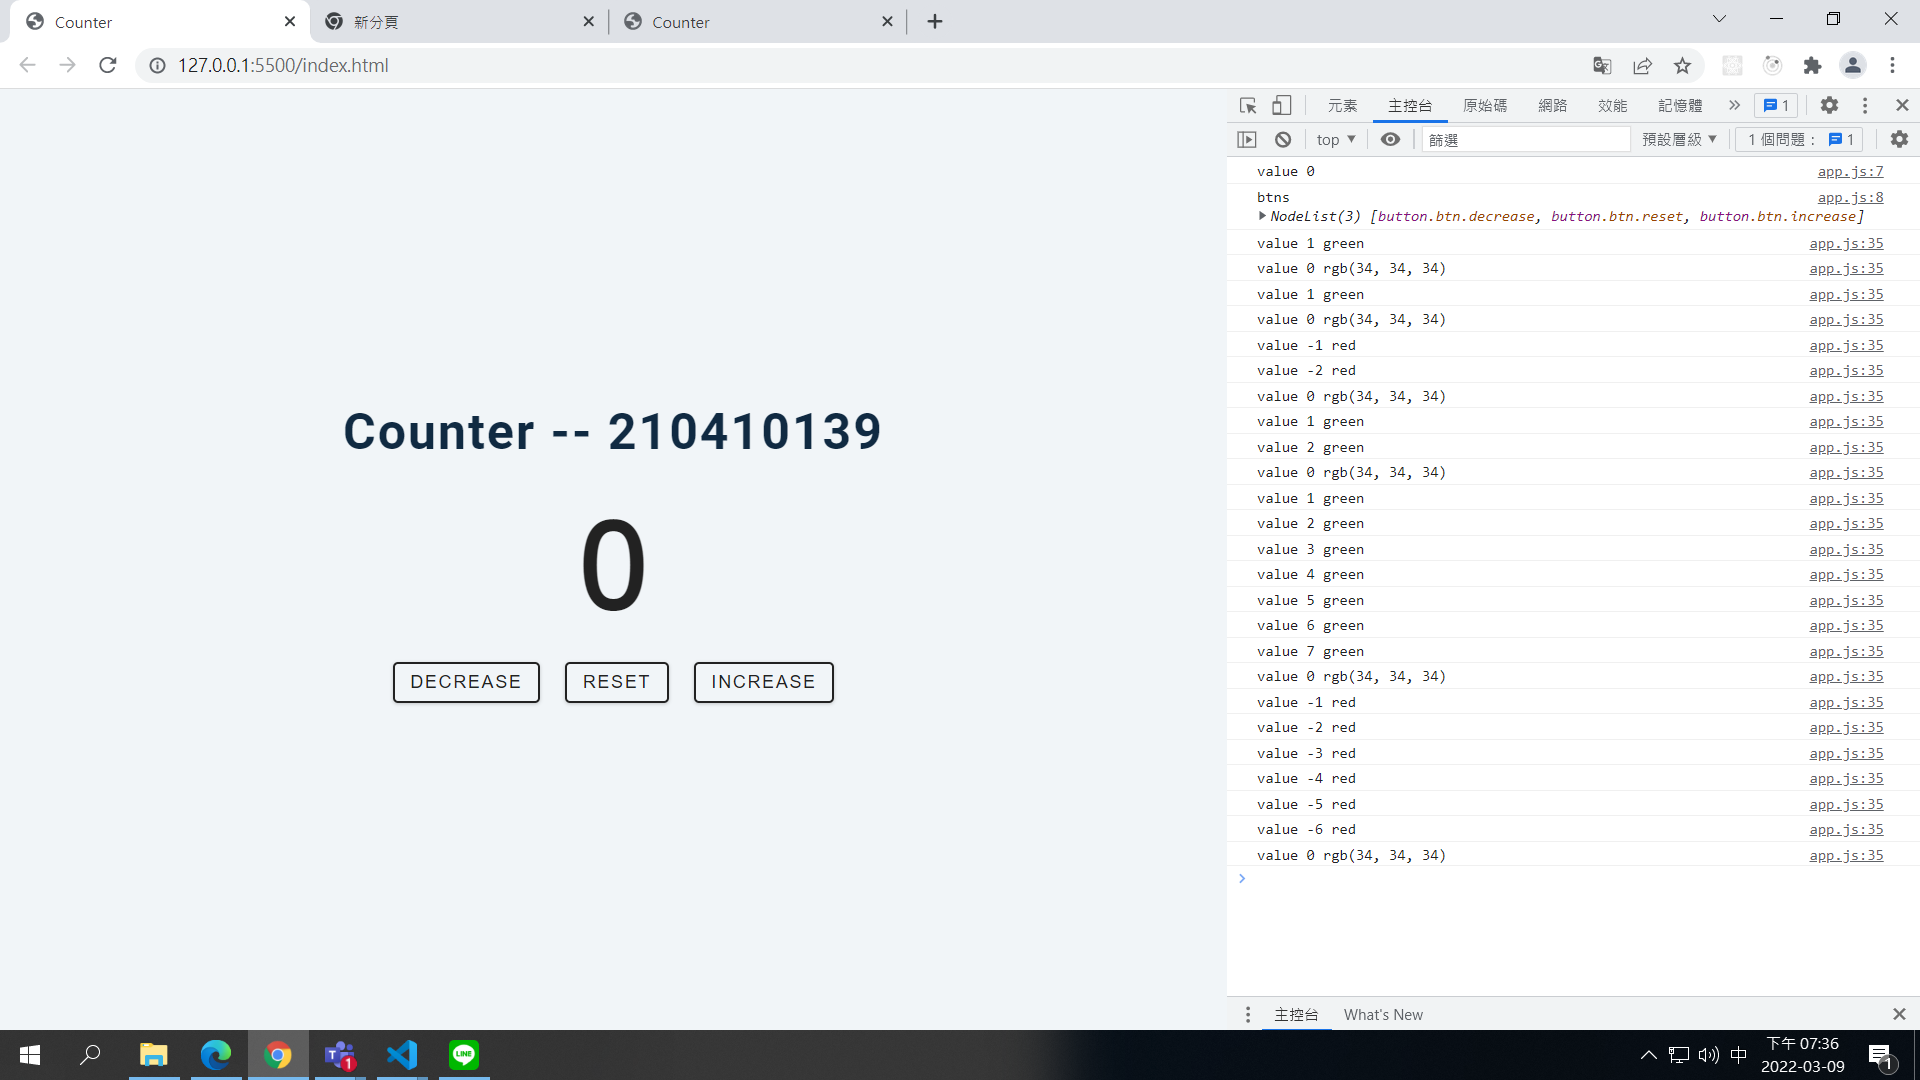 Counter
新分頁
Counter
127.0.0.1:5500/index.html
元素 主控台 原始碼 網路 效能 記憶體 1
top 篩選 預設層級 1 個問題： 1
value 0 app.js:7
btns app.js:8
NodeList(3) [button.btn.decrease, button.btn.reset, button.btn.increase]
value 1 green app.js:35
value 0 rgb(34, 34, 34) app.js:35
value 1 green app.js:35
value 0 rgb(34, 34, 34) app.js:35
value -1 red app.js:35
value -2 red app.js:35
value 0 rgb(34, 34, 34) app.js:35
value 1 green app.js:35
value 2 green app.js:35
value 0 rgb(34, 34, 34) app.js:35
value 1 green app.js:35
value 2 green app.js:35
value 3 green app.js:35
value 4 green app.js:35
value 5 green app.js:35
value 6 green app.js:35
value 7 green app.js:35
value 0 rgb(34, 34, 34) app.js:35
value -1 red app.js:35
value -2 red app.js:35
value -3 red app.js:35
value -4 red app.js:35
value -5 red app.js:35
value -6 red app.js:35
value 0 rgb(34, 34, 34) app.js:35
Counter -- 210410139
0
DECREASE RESET INCREASE
主控台 What's New
1
LINE
中
下午 07:36
2022-03-09
1